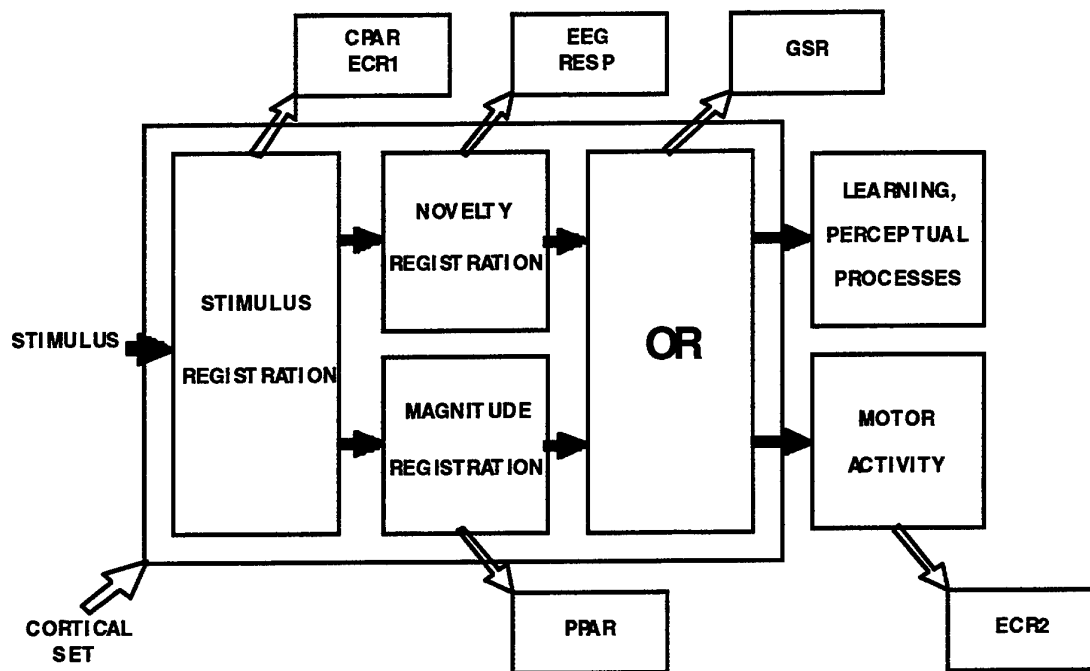 CPAR
ECR1
EEG
RESP
GSR
STIMULUS
STIMULUS
REGISTRATION
NOVELTY
REGISTRATION
MAGNITUDE
REGISTRATION
OR
LEARNING,
PERCEPTUAL
PROCESSES
MOTOR
ACTIVITY
CORTICAL
SET
PPAR
ECR2